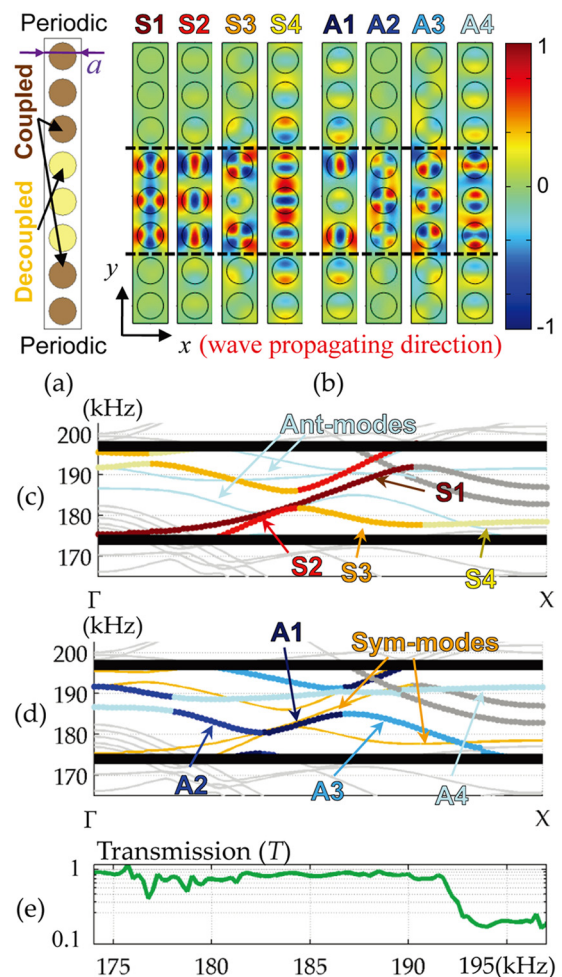 Periodic
S1 S2 S3 S4 A1 A2 A3 A4
a
Coupled
Decoupled
1
0
-1
y
x (wave propagating direction)
Periodic
(a)
(b)
(kHz)
200
190
180
170
(c)
Ant-modes
S1
S2
S3
S4
Γ
X
(kHz)
200
190
180
170
(d)
A1
Sym-modes
A2
A3
A4
Γ
X
Transmission (T)
1
(e)
0.1
175 180 185 190 195(kHz)